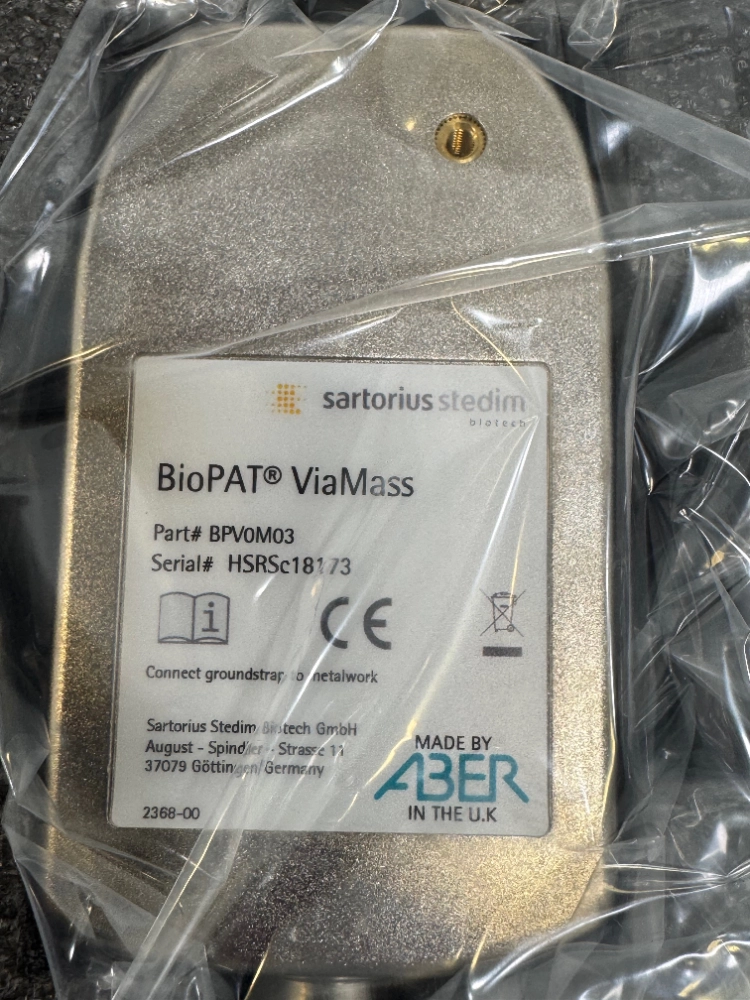 sartorius stedim
biotech
BioPAT® ViaMass
Part# BPV0M03
Serial# HSRSc18173
i
CE
Connect groundstrap to metalwork
Sartorius Stedim Biotech GmbH
August - Spindler - Strasse 11
37079 Göttingen/Germany
MADE BY
ABER
IN THE U.K
2368-00